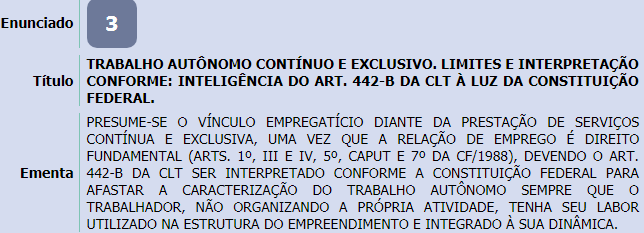 Enunciado 3
Título TRABALHO AUTÔNOMO CONTÍNUO E EXCLUSIVO. LIMITES E INTERPRETAÇÃO
CONFORME: INTELIGÊNCIA DO ART. 442-B DA CLT À LUZ DA CONSTITUIÇÃO
FEDERAL.
PRESUME-SE O VÍNCULO EMPREGATÍCIO DIANTE DA PRESTAÇÃO DE SERVIÇOS
CONTÍNUA E EXCLUSIVA, UMA VEZ QUE A RELAÇÃO DE EMPREGO É DIREITO
FUNDAMENTAL (ARTS. 1º, III E IV, 5º, CAPUT E 7º DA CF/1988), DEVENDO O ART.
Ementa 442-B DA CLT SER INTERPRETADO CONFORME A CONSTITUIÇÃO FEDERAL PARA
AFASTAR A CARACTERIZAÇÃO DO TRABALHO AUTÔNOMO SEMPRE QUE O
TRABALHADOR, NÃO ORGANIZANDO A PRÓPRIA ATIVIDADE, TENHA SEU LABOR
UTILIZADO NA ESTRUTURA DO EMPREENDIMENTO E INTEGRADO À SUA DINÂMICA.